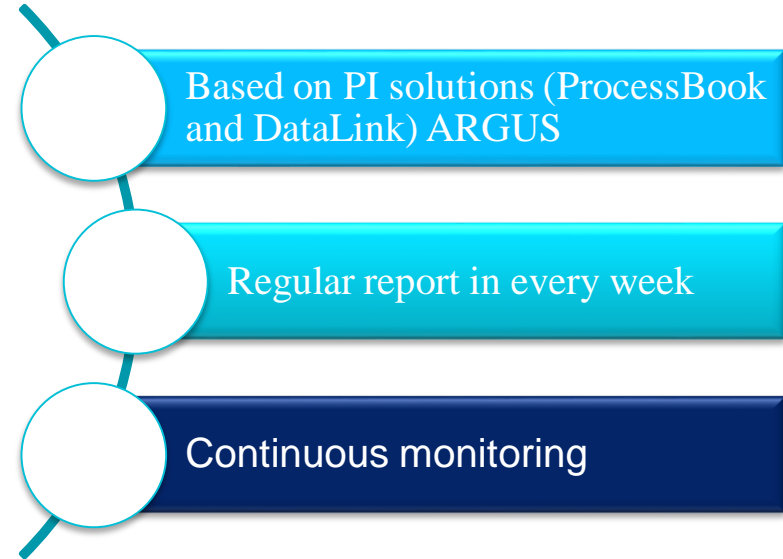 Based on PI solutions (ProcessBook
and DataLink) ARGUS
Regular report in every week
Continuous monitoring